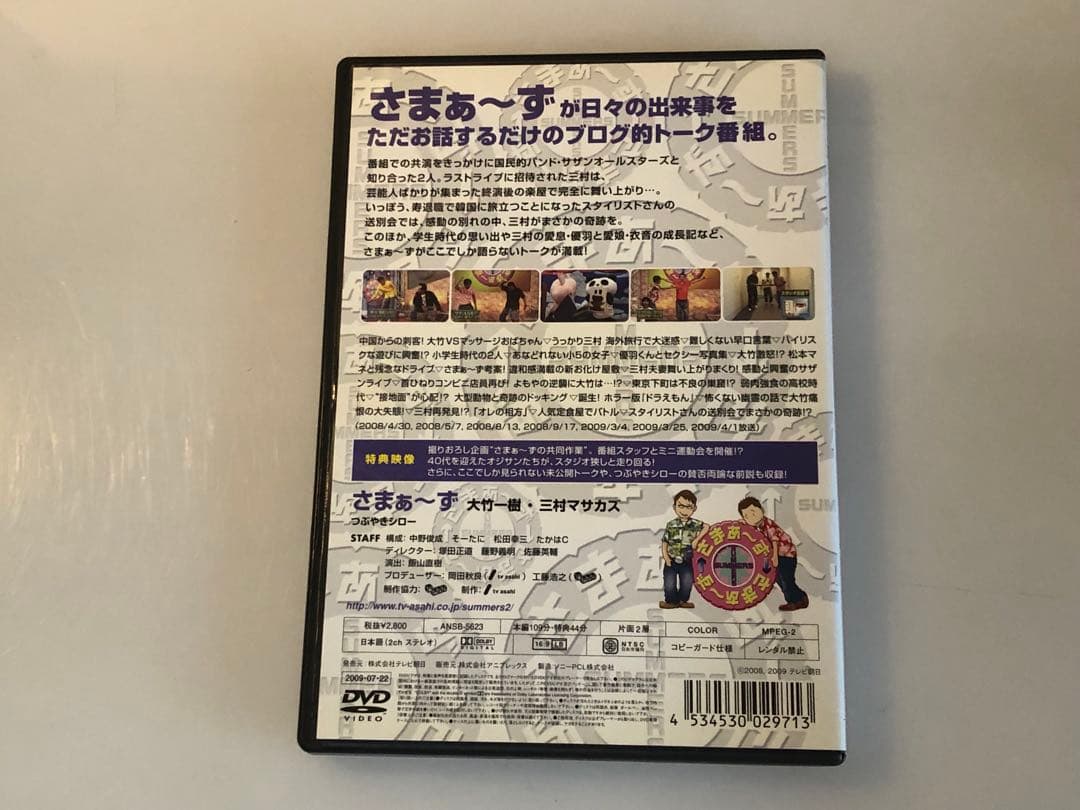 さまぁ〜ずが日々の出来事を
ただお話するだけのブログ的トーク番組。
番組での共演をきっかけに国民的バンド・サザンオールスターズと
知り合った2人。ラストライブに招待された三村は、
芸能人ばかりが集まった終演後の楽屋で完全に舞い上がり…。
いっぽう、寿退職で韓国に旅立つことになったスタイリストさんの
送別会では、感動の別れの中、三村がまさかの奇跡を。
このほか、学生時代の思い出や三村の愛息・優羽と愛娘・衣音の成長記など、
さまぁ〜ずがここでしか語らないトークが満載!
中国からの刺客! 大竹VSマッサージおばちゃん▽うっかり三村 海外旅行で大迷惑▽難しくない早口言葉▽バイリスク
な遊びに興奮!? 小学生時代の2人▽あなどれない小5の女子▽優羽くんとセクシー写真集▽大竹激怒!? 松本マ
ネと残念なドライブ▽さまぁ〜ず考案! 違和感満載の新お化け屋敷▽三村夫妻舞い上がりまくり! 感動と興奮のサザ
ンライブ▽首ひねりコンビニ店員再び! よもやの逆襲に大竹は…!?▽東京下町は不良の巣窟!? 弱肉強食の高校時
代▽“接地面”が心配!? 大型動物と奇跡のドッキング▽誕生! ホラー版「ドラえもん」▽怖くない幽霊の話で大竹痛
恨の大失態!▽三村再発見!?「オレの相方」▽人気定食屋でバトル▽スタイリストさんの送別会でまさかの奇跡!?
(2008/4/30, 2008/5/7, 2008/8/13, 2008/9/17, 2009/3/4, 2009/3/25, 2009/4/1放送)
特典映像
撮りおろし企画“さまぁ〜ずの共同作業”。番組スタッフとミニ運動会を開催!?
40代を迎えたオジサンたちが、スタジオ狭しと走り回る!
さらに、ここでしか見られない未公開トークや、つぶやきシローの賛否両論な前説も収録!
さまぁ〜ず 大竹一樹・三村マサカズ
つぶやきシロー
STAFF 構成:中野俊成 そーたに 松田幸三/たかはC
ディレクター:塚田正道 藤野義明/佐藤英輔
演出:飯山直樹
プロデューサー:岡田秋良(tv asahi) 工藤浩之
制作協力: 制作:tv asahi
http://www.tv-asahi.co.jp/summers2/
さまぁ〜ず
SUMMERS
さまぁ〜ず
税抜¥2,800 ANSB-5623 本編109分・特典44分 片面2層 COLOR MPEG-2
日本語(2ch ステレオ) DOLBY DIGITAL 16:9 LB NTSC 日本市場向 コピーガード仕様 レンタル禁止
発売元:株式会社テレビ朝日 販売元:株式会社アニプレックス 製造:ソニーPCL株式会社
©2008, 2009 テレビ朝日
2009-07-22
DVD
VIDEO
4 534530 029713